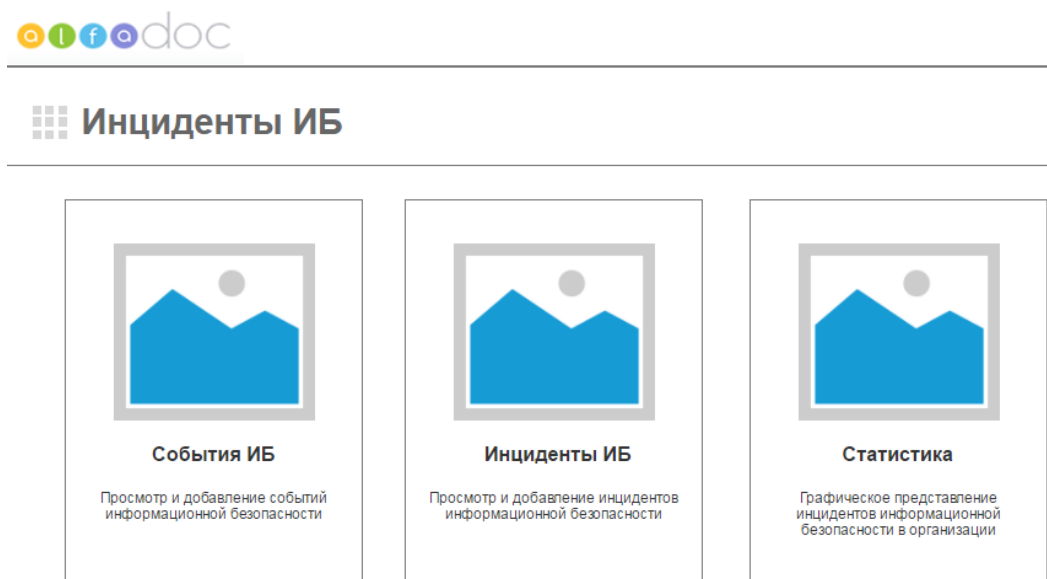 alfadoc
Инциденты ИБ
События ИБ
Просмотр и добавление событий
информационной безопасности
Инциденты ИБ
Просмотр и добавление инцидентов
информационной безопасности
Статистика
Графическое представление
инцидентов информационной
безопасности в организации